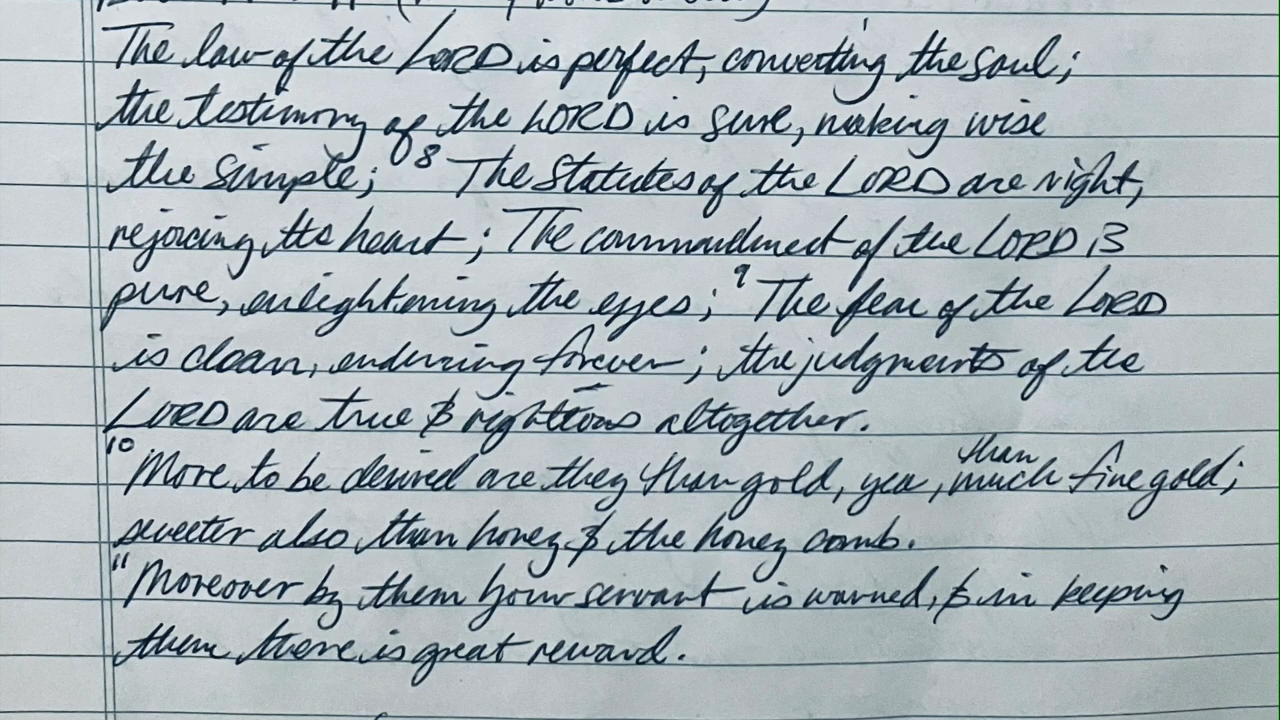 The law of the LORD is perfect, converting the soul;
the testimony of the LORD is sure, making wise
the simple; 8 The Statutes of the LORD are right,
rejoicing the heart; The commandment of the LORD is
pure, enlightening the eyes; 9 The fear of the LORD
is clean, enduring forever; the judgments of the
LORD are true & righteous altogether.
10 More to be desired are they than gold, yea, than much fine gold;
sweeter also than honey & the honey comb.
11 Moreover by them Your servant is warned, & in keeping
them there is great reward.